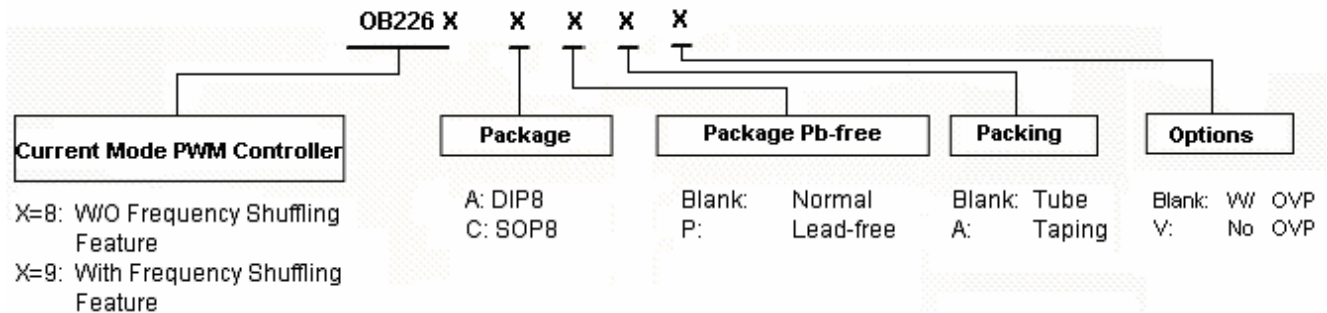 OB226 X X X X X
Current Mode PWM Controller
X=8: W/O Frequency Shuffling
Feature
X=9: With Frequency Shuffling
Feature
Package
A: DIP8
C: SOP8
Package Pb-free
Blank: Normal
P: Lead-free
Packing
Blank: Tube
A: Taping
Options
Blank: W/ OVP
V: No OVP